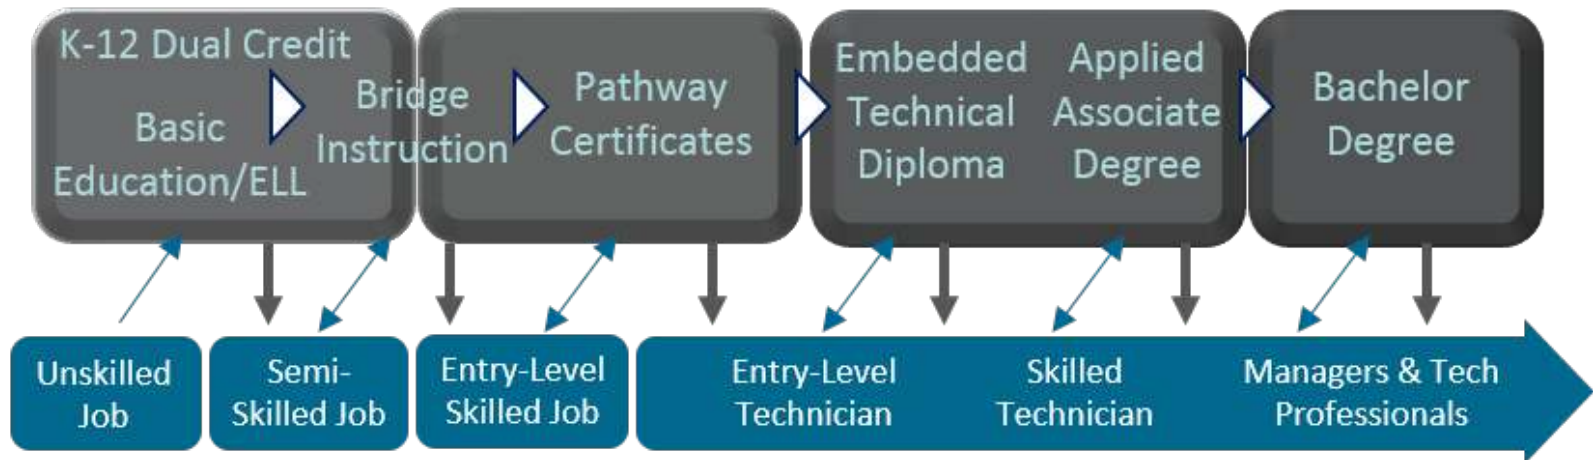 K-12 Dual Credit
Basic
Education/ELL
Bridge
Instruction
Pathway
Certificates
Embedded
Technical
Diploma
Applied
Associate
Degree
Bachelor
Degree
Unskilled
Job
Semi-
Skilled Job
Entry-Level
Skilled Job
Entry-Level
Technician
Skilled
Technician
Managers & Tech
Professionals